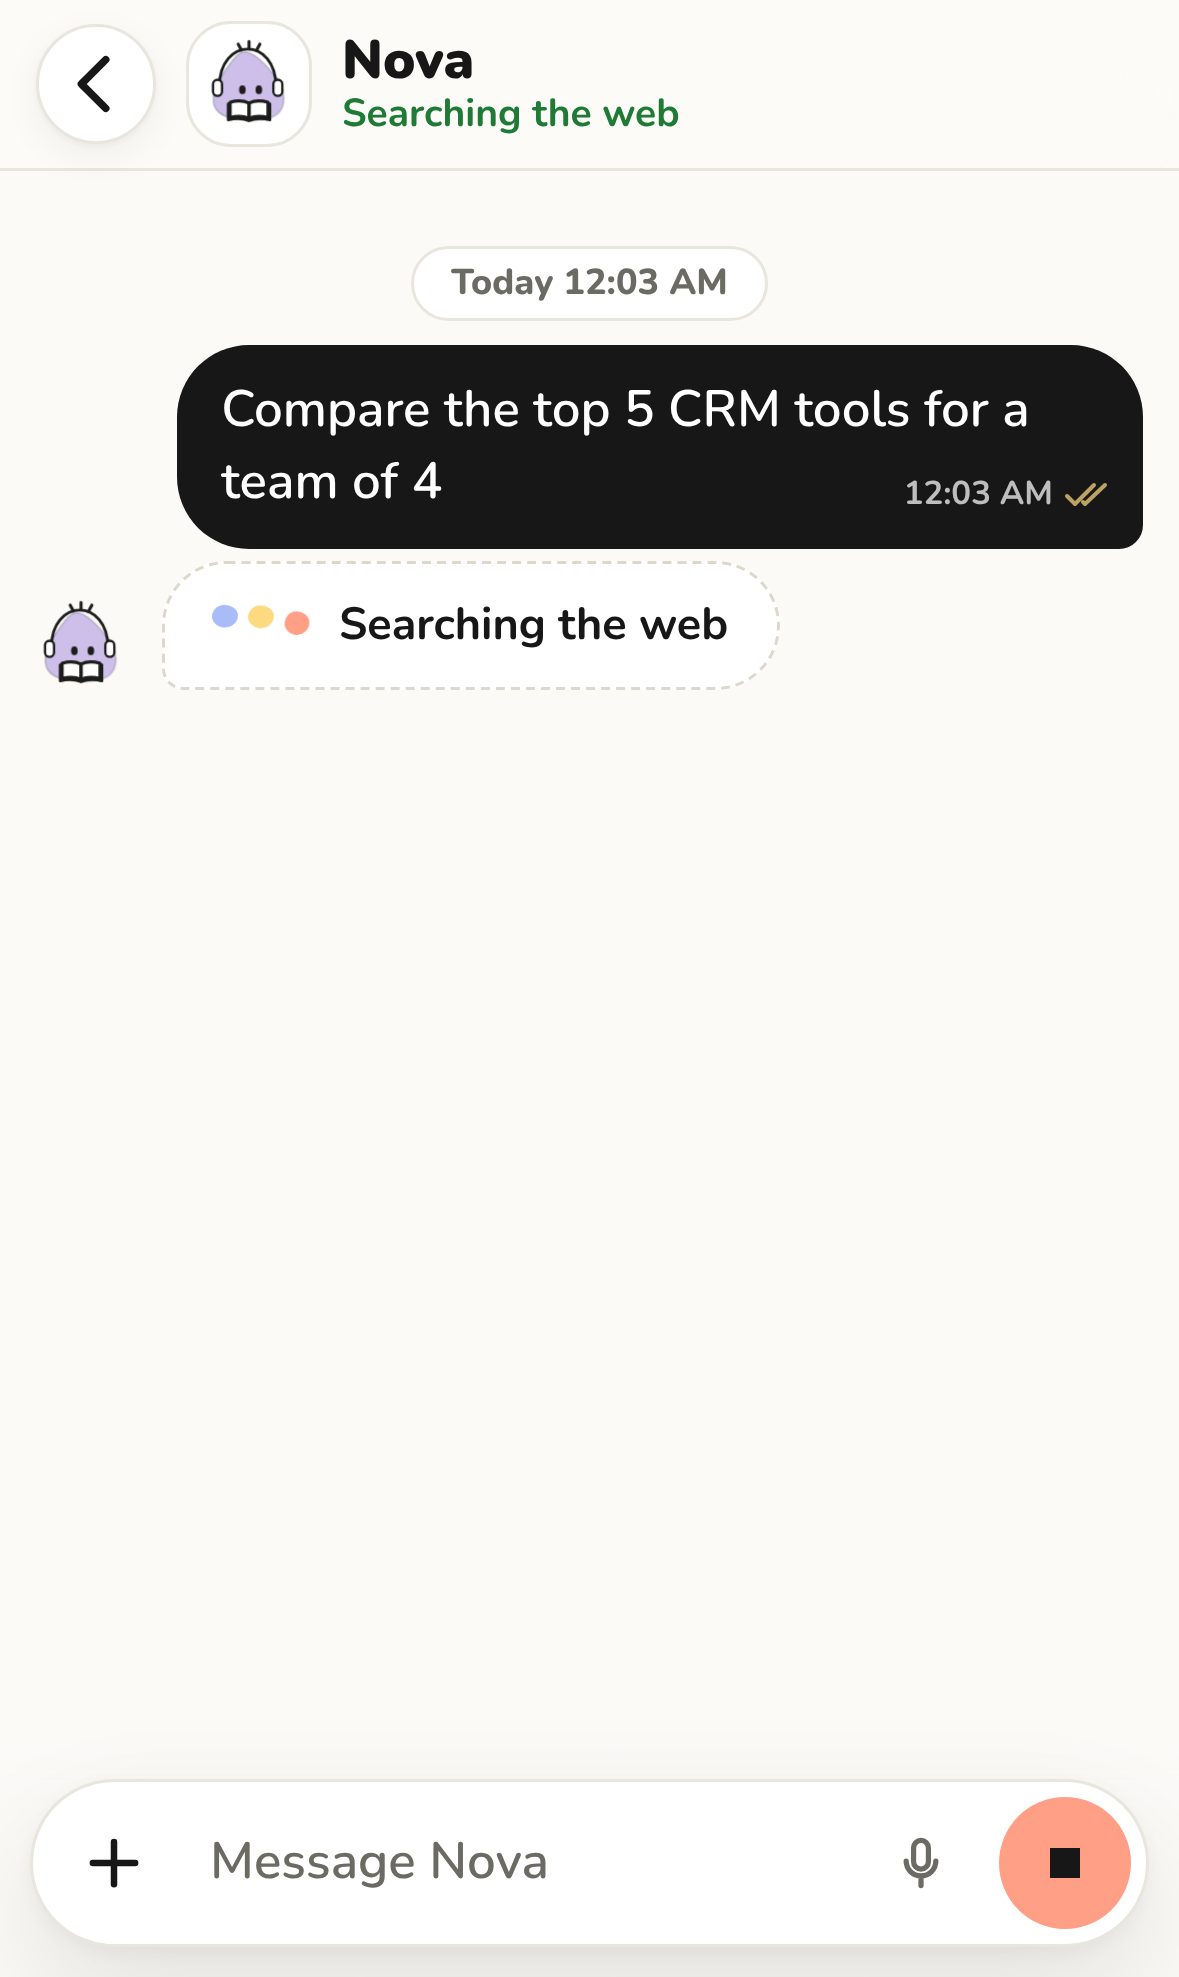 Nova
Searching the web
Today 12:03 AM
Compare the top 5 CRM tools for a
team of 4
12:03 AM
Searching the web
Message Nova